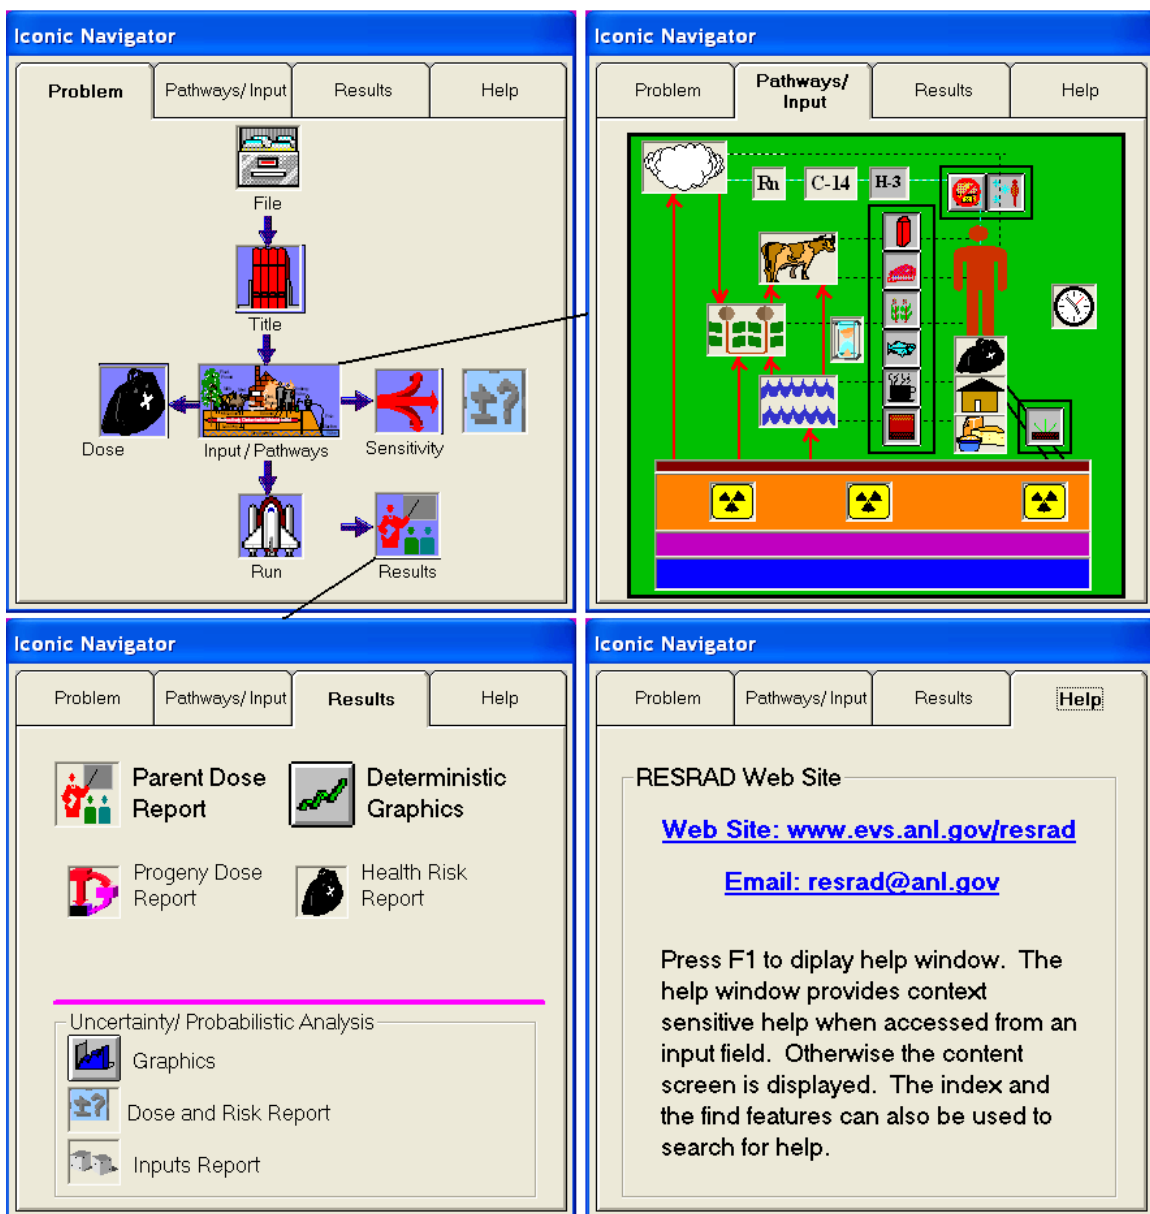 Iconic Navigator
Problem
Pathways/ Input
Results
Help
File
Title
Dose
Input / Pathways
Sensitivity
Run
Results
Iconic Navigator
Problem
Pathways/
Input
Results
Help
Rn
C-14
H-3
Iconic Navigator
Problem
Pathways/ Input
Results
Help
Parent Dose
Report
Deterministic
Graphics
Progeny Dose
Report
Health Risk
Report
Uncertainty/ Probabilistic Analysis
Graphics
Dose and Risk Report
Inputs Report
Iconic Navigator
Problem
Pathways/ Input
Results
Help
RESRAD Web Site
Web Site: www.evs.anl.gov/resrad
Email: resrad@anl.gov
Press F1 to diplay help window. The
help window provides context
sensitive help when accessed from an
input field. Otherwise the content
screen is displayed. The index and
the find features can also be used to
search for help.